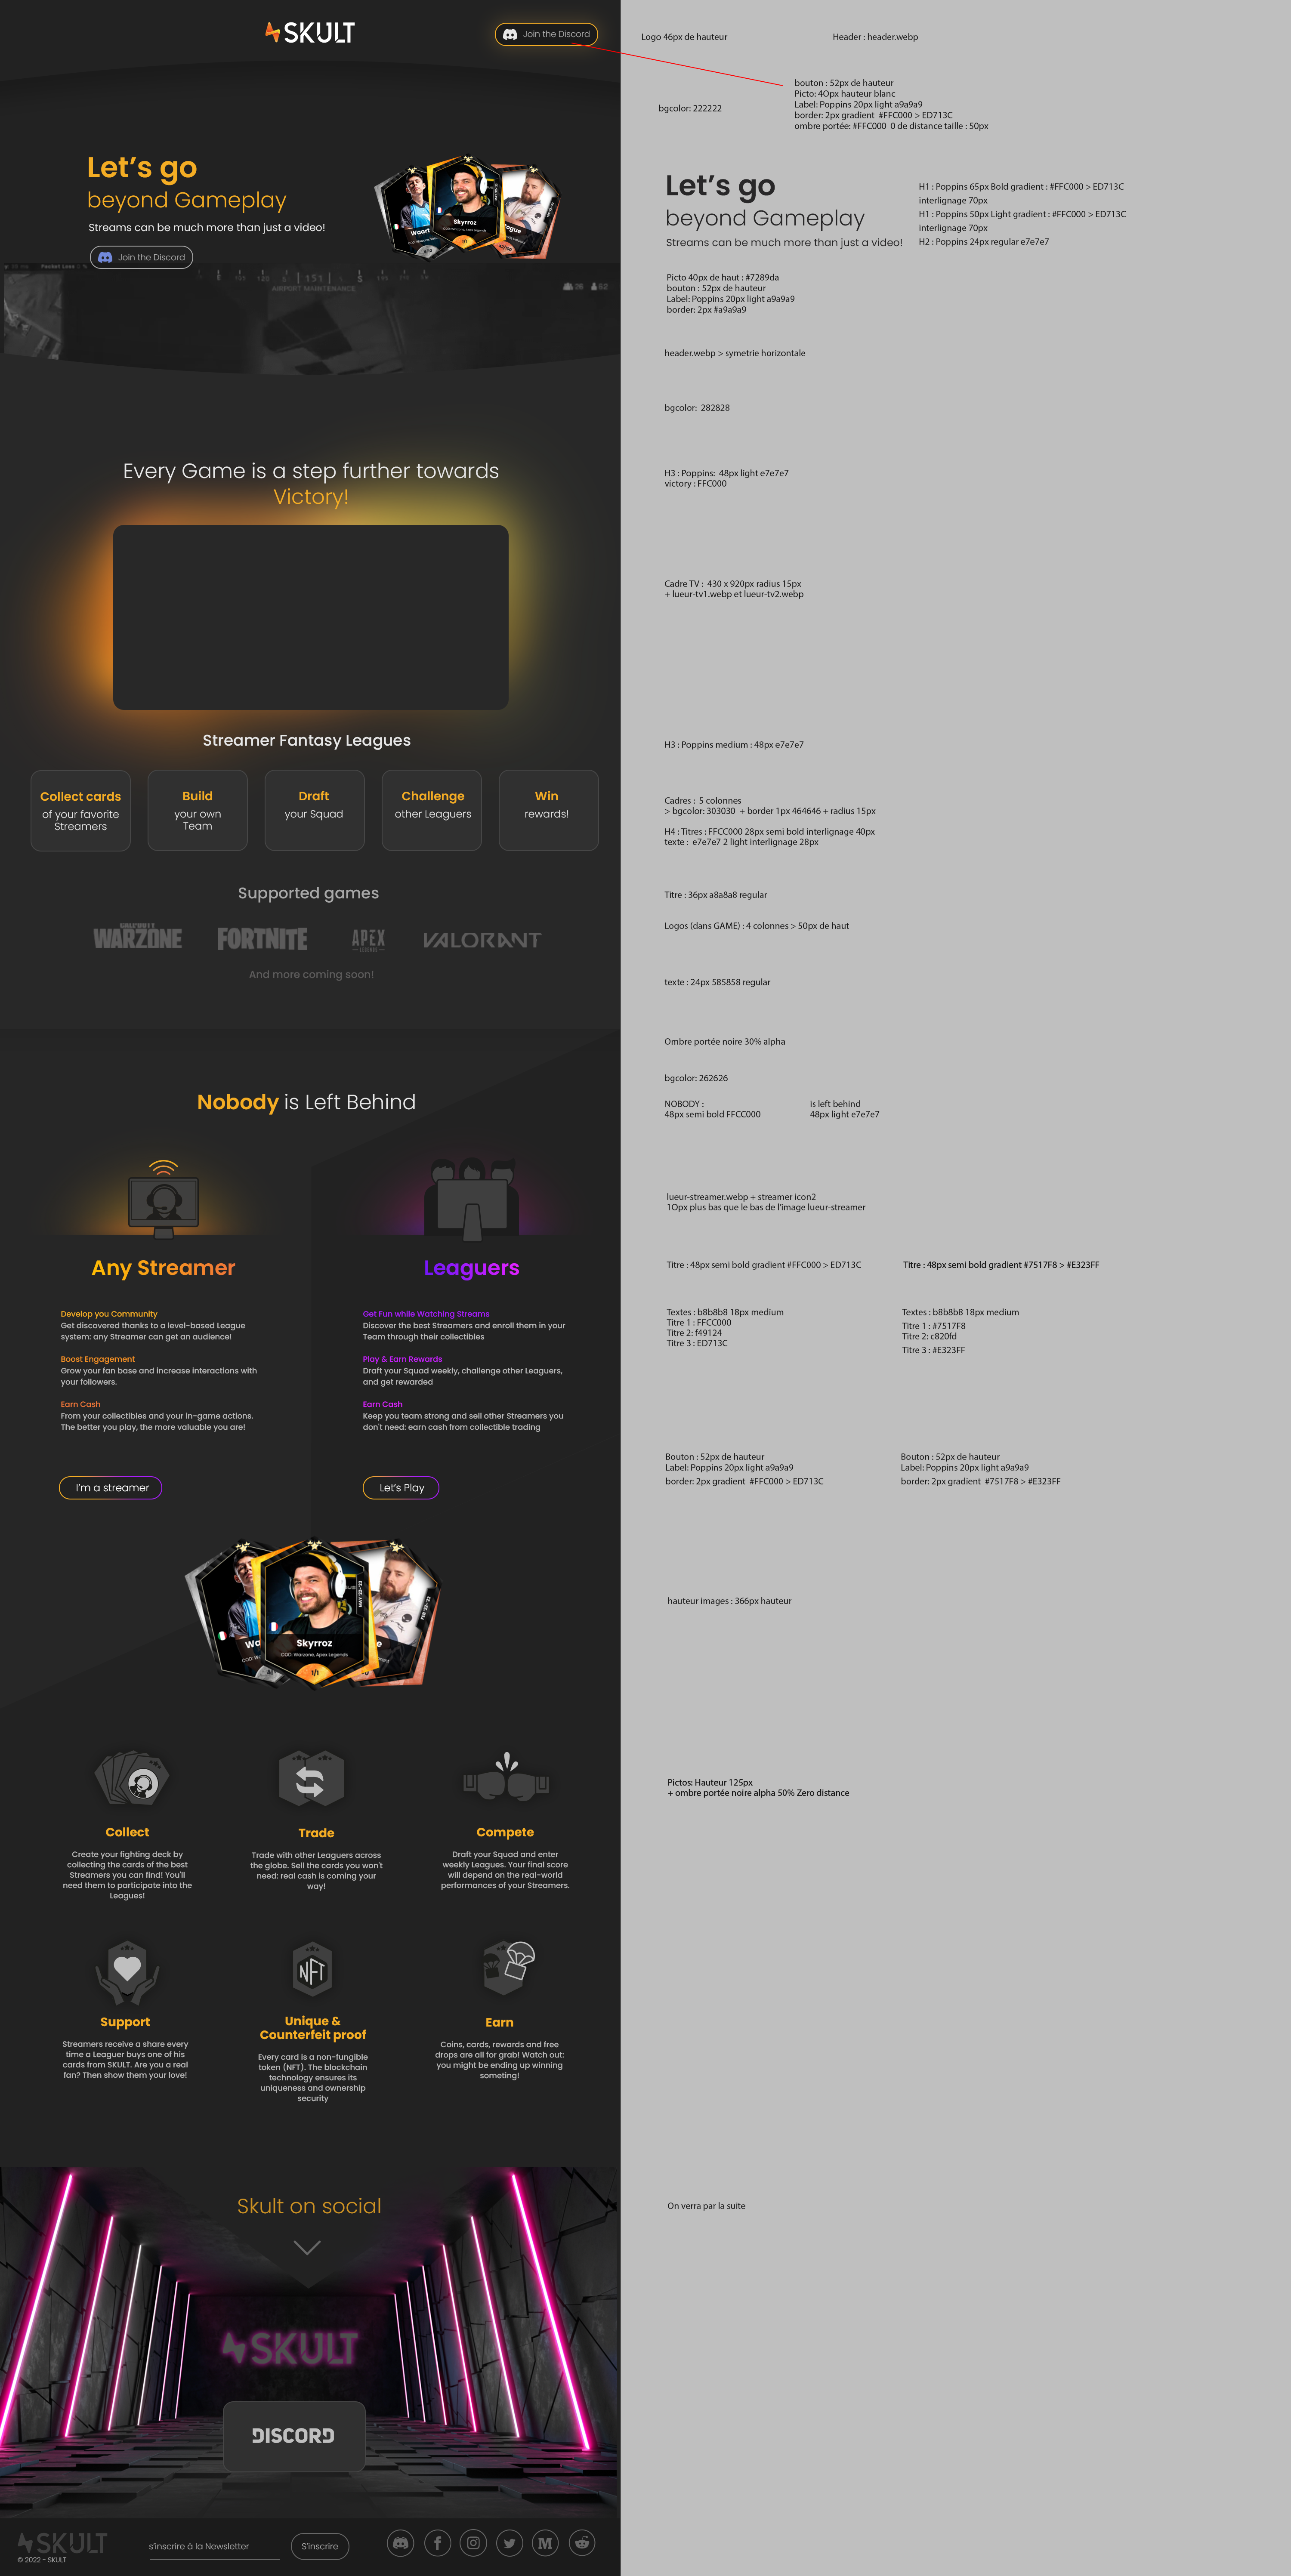 SKULT
Join the Discord
Logo 46px de hauteur
Header : header.webp
bgcolor: 222222
bouton : 52px de hauteur
Picto: 4Opx hauteur blanc
Label: Poppins 20px light a9a9a9
border: 2px gradient #FFC000 > ED713C
ombre portée: #FFC000 0 de distance taille : 50px
Let's go
beyond Gameplay
Streams can be much more than just a video!
Join the Discord
Waart
Skyrroz
COD: Warzone, Apex Legends
1/1
Let's go
beyond Gameplay
Streams can be much more than just a video!
H1 : Poppins 65px Bold gradient : #FFC000 > ED713C
interlignage 70px
H1 : Poppins 50px Light gradient : #FFC000 > ED713C
interlignage 70px
H2 : Poppins 24px regular e7e7e7
Packet Loss
120
151
AIRPORT MAINTENANCE
26
62
Picto 40px de haut : #7289da
bouton : 52px de hauteur
Label: Poppins 20px light a9a9a9
border: 2px #a9a9a9
header.webp > symetrie horizontale
bgcolor: 282828
Every Game is a step further towards
Victory!
H3 : Poppins: 48px light e7e7e7
victory : FFC000
Cadre TV : 430 x 920px radius 15px
+ lueur-tv1.webp et lueur-tv2.webp
Streamer Fantasy Leagues
H3 : Poppins medium : 48px e7e7e7
Collect cards
of your favorite
Streamers
Build
your own
Team
Draft
your Squad
Challenge
other Leaguers
Win
rewards!
Cadres : 5 colonnes
> bgcolor: 303030 + border 1px 464646 + radius 15px
H4 : Titres : FFCC000 28px semi bold interlignage 40px
texte : e7e7e7 2 light interlignage 28px
Supported games
Titre : 36px a8a8a8 regular
CALL OF DUTY
WARZONE
FORTNITE
APEX
LEGENDS
VALORANT
Logos (dans GAME) : 4 colonnes > 50px de haut
And more coming soon!
texte : 24px 585858 regular
Ombre portée noire 30% alpha
bgcolor: 262626
Nobody is Left Behind
NOBODY :
48px semi bold FFCC000
is left behind
48px light e7e7e7
lueur-streamer.webp + streamer icon2
1Opx plus bas que le bas de l'image lueur-streamer
Any Streamer
Leaguers
Titre : 48px semi bold gradient #FFC000 > ED713C
Titre : 48px semi bold gradient #7517F8 > #E323FF
Develop you Community
Get discovered thanks to a level-based League
system: any Streamer can get an audience!
Boost Engagement
Grow your fan base and increase interactions with
your followers.
Earn Cash
From your collectibles and your in-game actions.
The better you play, the more valuable you are!
Get Fun while Watching Streams
Discover the best Streamers and enroll them in your
Team through their collectibles
Play & Earn Rewards
Draft your Squad weekly, challenge other Leaguers,
and get rewarded
Earn Cash
Keep you team strong and sell other Streamers you
don't need: earn cash from collectible trading
Textes : b8b8b8 18px medium
Titre 1 : FFCC000
Titre 2: f49124
Titre 3 : ED713C
Textes : b8b8b8 18px medium
Titre 1 : #7517F8
Titre 2: c820fd
Titre 3 : #E323FF
I'm a streamer
Let's Play
Bouton : 52px de hauteur
Label: Poppins 20px light a9a9a9
border: 2px gradient #FFC000 > ED713C
Bouton : 52px de hauteur
Label: Poppins 20px light a9a9a9
border: 2px gradient #7517F8 > #E323FF
Skyrroz
COD: Warzone, Apex Legends
1/1
hauteur images : 366px hauteur
Pictos: Hauteur 125px
+ ombre portée noire alpha 50% Zero distance
Collect
Create your fighting deck by
collecting the cards of the best
Streamers you can find! You'll
need them to participate into the
Leagues!
Trade
Trade with other Leaguers across
the globe. Sell the cards you won't
need: real cash is coming your
way!
Compete
Draft your Squad and enter
weekly Leagues. Your final score
will depend on the real-world
performances of your Streamers.
NFT
Support
Streamers receive a share every
time a Leaguer buys one of his
cards from SKULT. Are you a real
fan? Then show them your love!
Unique &
Counterfeit proof
Every card is a non-fungible
token (NFT). The blockchain
technology ensures its
uniqueness and ownership
security
Earn
Coins, cards, rewards and free
drops are all for grab! Watch out:
you might be ending up winning
someting!
Skult on social
On verra par la suite
SKULT
DISCORD
SKULT
© 2022 - SKULT
s'inscrire à la Newsletter
S'inscrire